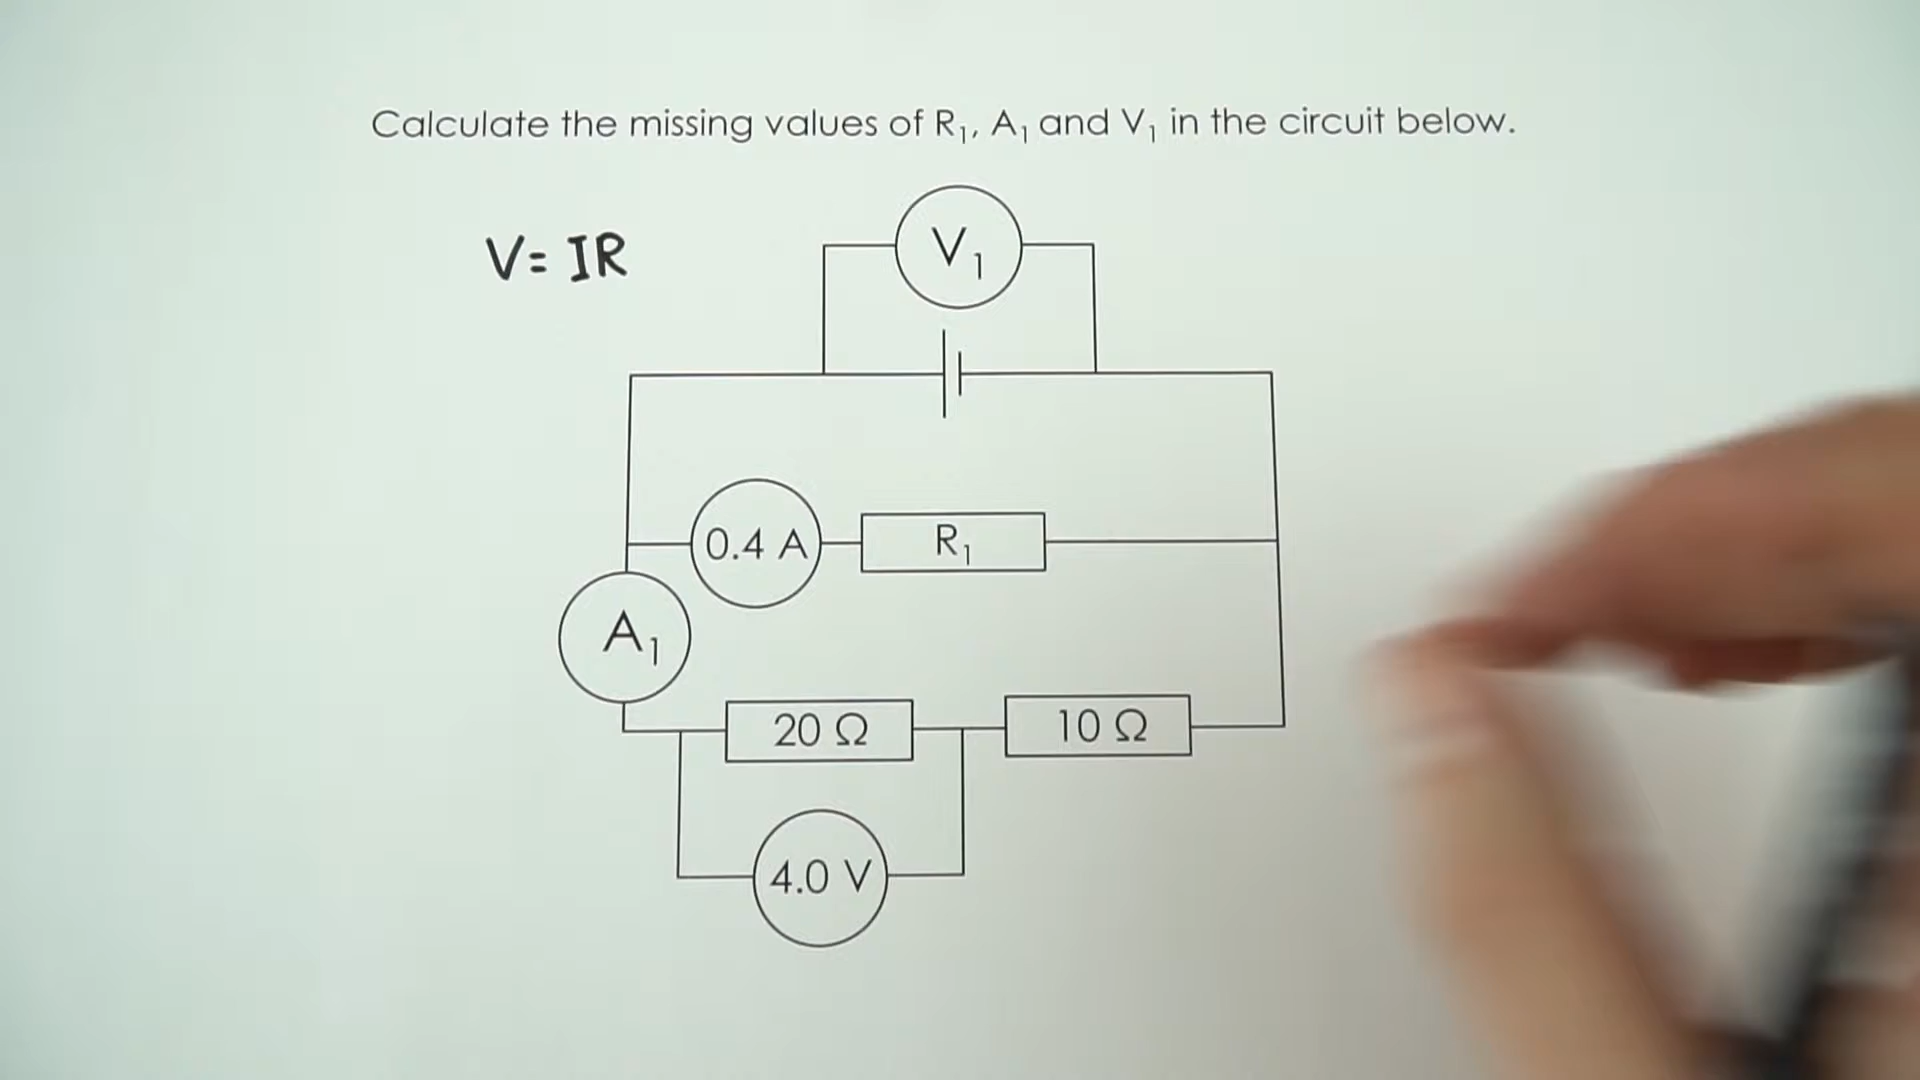 Calculate the missing values of R₁, A₁ and V₁ in the circuit below.
V = IR
V₁
0.4 A
R₁
A₁
20 Ω
10 Ω
4.0 V